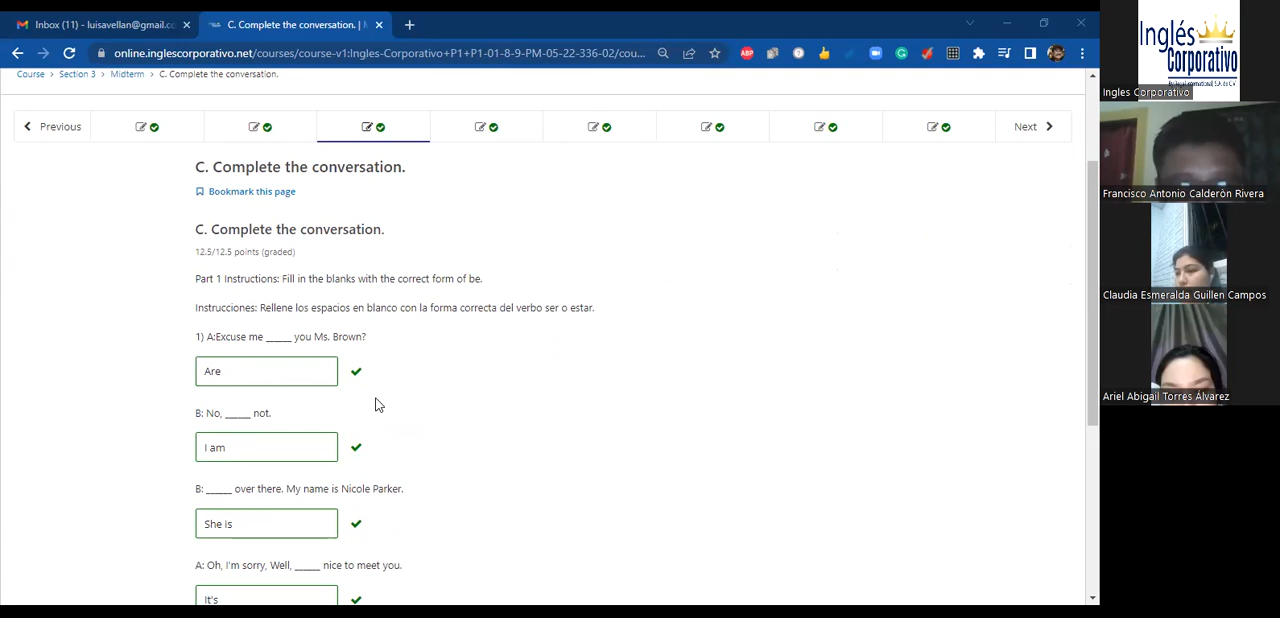 Inbox (11) - luisavellan@gmail.co
C. Complete the conversation. |
online.inglescorporativo.net/courses/course-v1:Ingles-Corporativo+P1+P1-01-8-9-PM-05-22-336-02/cou...
Course > Section 3 > Midterm > C. Complete the conversation.
Previous
Next
C. Complete the conversation.
Bookmark this page
C. Complete the conversation.
12.5/12.5 points (graded)
Part 1 Instructions: Fill in the blanks with the correct form of be.
Instrucciones: Rellene los espacios en blanco con la forma correcta del verbo ser o estar.
1) A:Excuse me _____ you Ms. Brown?
Are
B: No, _____ not.
I am
B: _____ over there. My name is Nicole Parker.
She is
A: Oh, I'm sorry, Well, _____ nice to meet you.
It's
Inglés
Corporativo
Ingles Corporativo
Francisco Antonio Calderón Rivera
Claudia Esmeralda Guillen Campos
Ariel Abigail Torres Álvarez